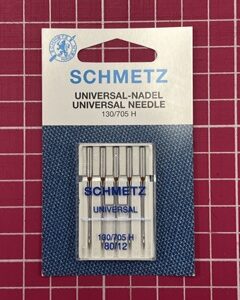 SCHMETZ
UNIVERSAL-NADEL
UNIVERSAL NEEDLE
130/705 H
SCHMETZ
UNIVERSAL
130/705 H
80/12